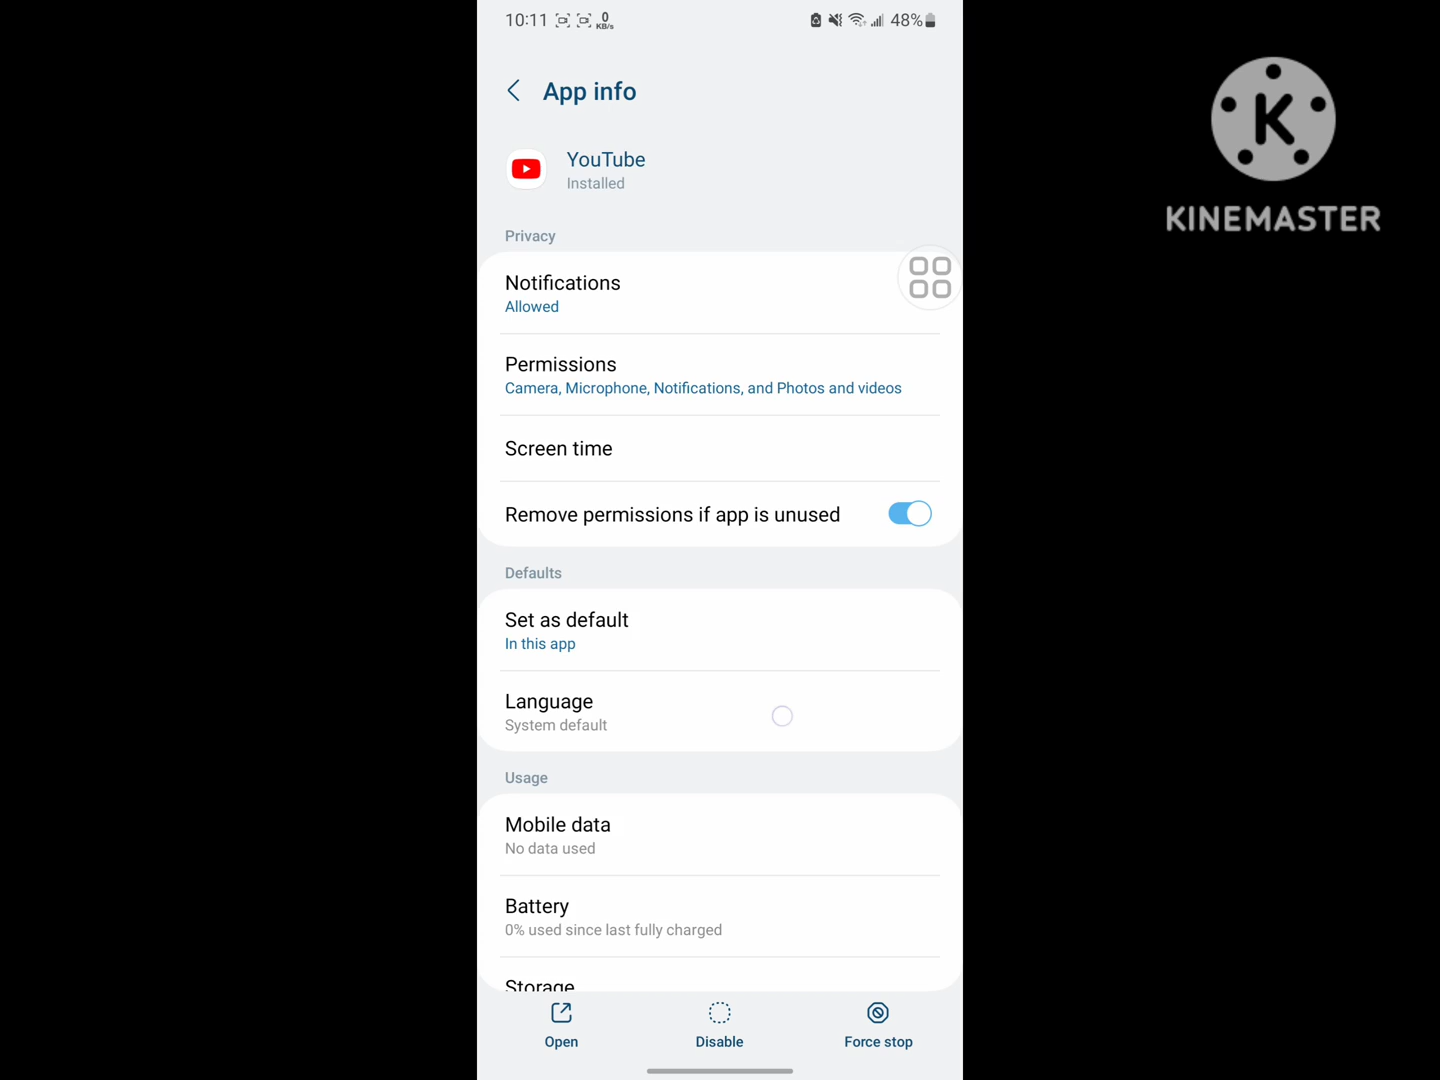 10:11 0 KB/s 48%
App info
YouTube
Installed
Privacy
Notifications
Allowed
Permissions
Camera, Microphone, Notifications, and Photos and videos
Screen time
Remove permissions if app is unused
Defaults
Set as default
In this app
Language
System default
Usage
Mobile data
No data used
Battery
0% used since last fully charged
Storage
Open Disable Force stop
K
KINEMASTER